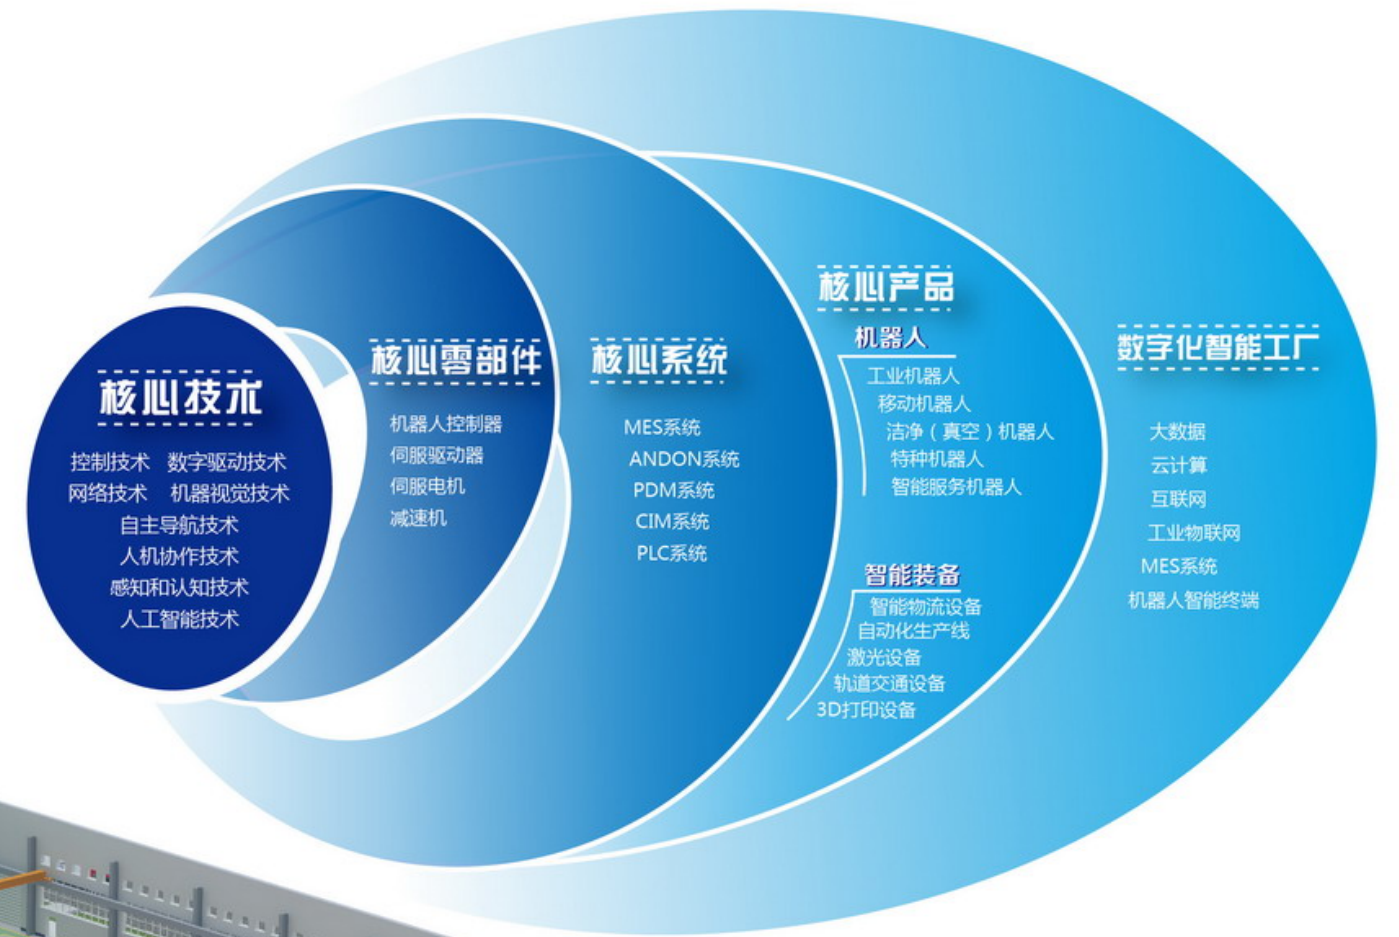 核心技术
控制技术 数字驱动技术
网络技术 机器视觉技术
自主导航技术
人机协作技术
感知和认知技术
人工智能技术
核心零部件
机器人控制器
伺服驱动器
伺服电机
减速机
核心系统
MES系统
ANDON系统
PDM系统
CIM系统
PLC系统
核心产品
机器人
工业机器人
移动机器人
洁净（真空）机器人
特种机器人
智能服务机器人
智能装备
智能物流设备
自动化生产线
激光设备
轨道交通设备
3D打印设备
数字化智能工厂
大数据
云计算
互联网
工业物联网
MES系统
机器人智能终端